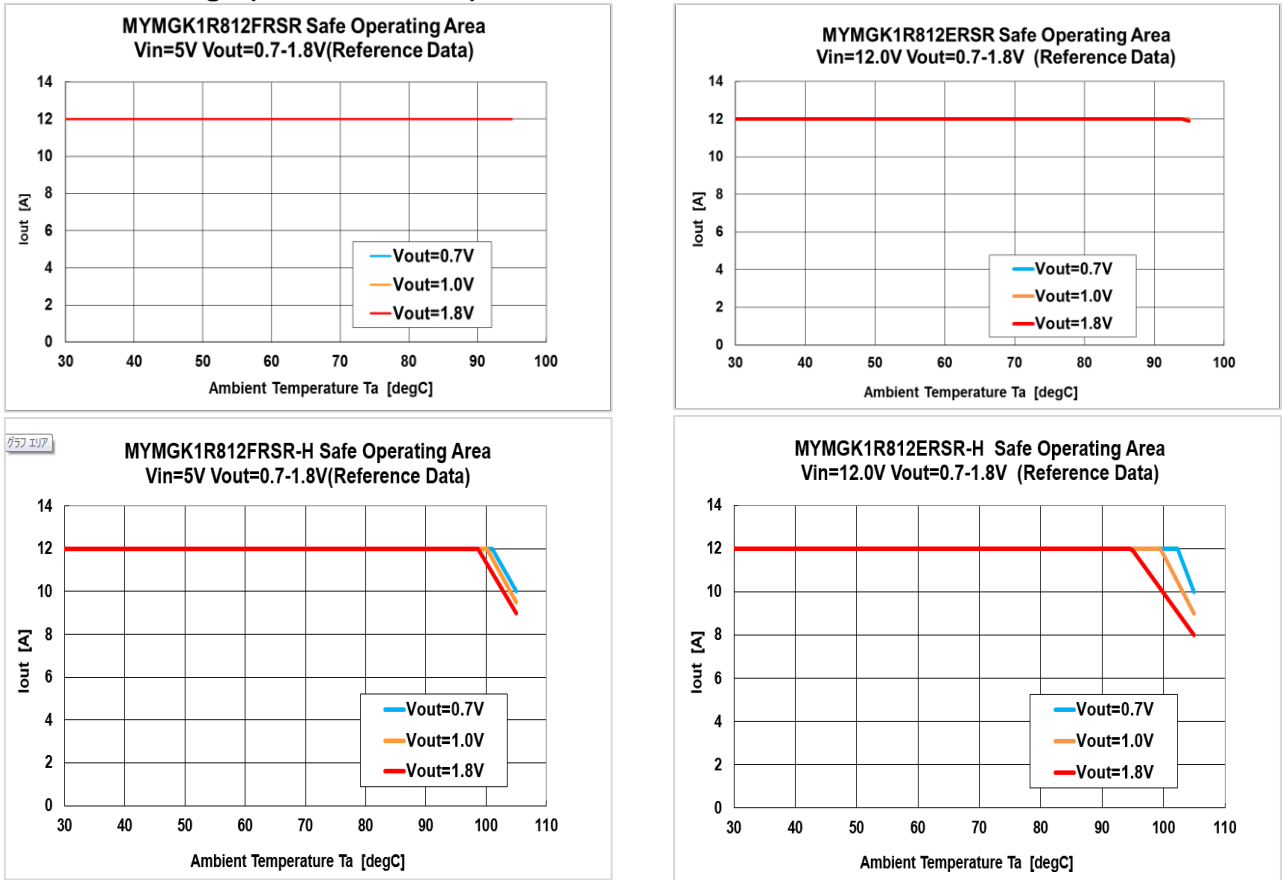 MYMGK1R812FRSR Safe Operating Area
Vin=5V Vout=0.7-1.8V(Reference Data)
14
12
10
8
6
4
2
0
Iout [A]
Vout=0.7V
Vout=1.0V
Vout=1.8V
30 40 50 60 70 80 90 100
Ambient Temperature Ta [degC]
MYMGK1R812ERSR Safe Operating Area
Vin=12.0V Vout=0.7-1.8V (Reference Data)
14
12
10
8
6
4
2
0
Iout [A]
Vout=0.7V
Vout=1.0V
Vout=1.8V
30 40 50 60 70 80 90 100
Ambient Temperature Ta [degC]
グラフ エリア
MYMGK1R812FRSR-H Safe Operating Area
Vin=5V Vout=0.7-1.8V(Reference Data)
14
12
10
8
6
4
2
0
Iout [A]
Vout=0.7V
Vout=1.0V
Vout=1.8V
30 40 50 60 70 80 90 100 110
Ambient Temperature Ta [degC]
MYMGK1R812ERSR-H Safe Operating Area
Vin=12.0V Vout=0.7-1.8V (Reference Data)
14
12
10
8
6
4
2
0
Iout [A]
Vout=0.7V
Vout=1.0V
Vout=1.8V
30 40 50 60 70 80 90 100 110
Ambient Temperature Ta [degC]